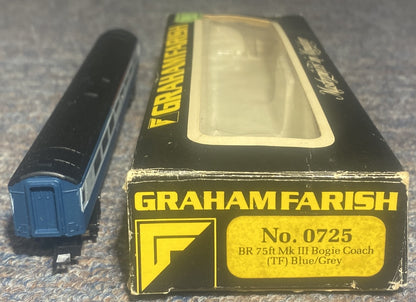 GRAHAM FARISH
GRAHAM FARISH
No. 0725
BR 75ft Mk III Bogie Coach
(TF) Blue/Grey